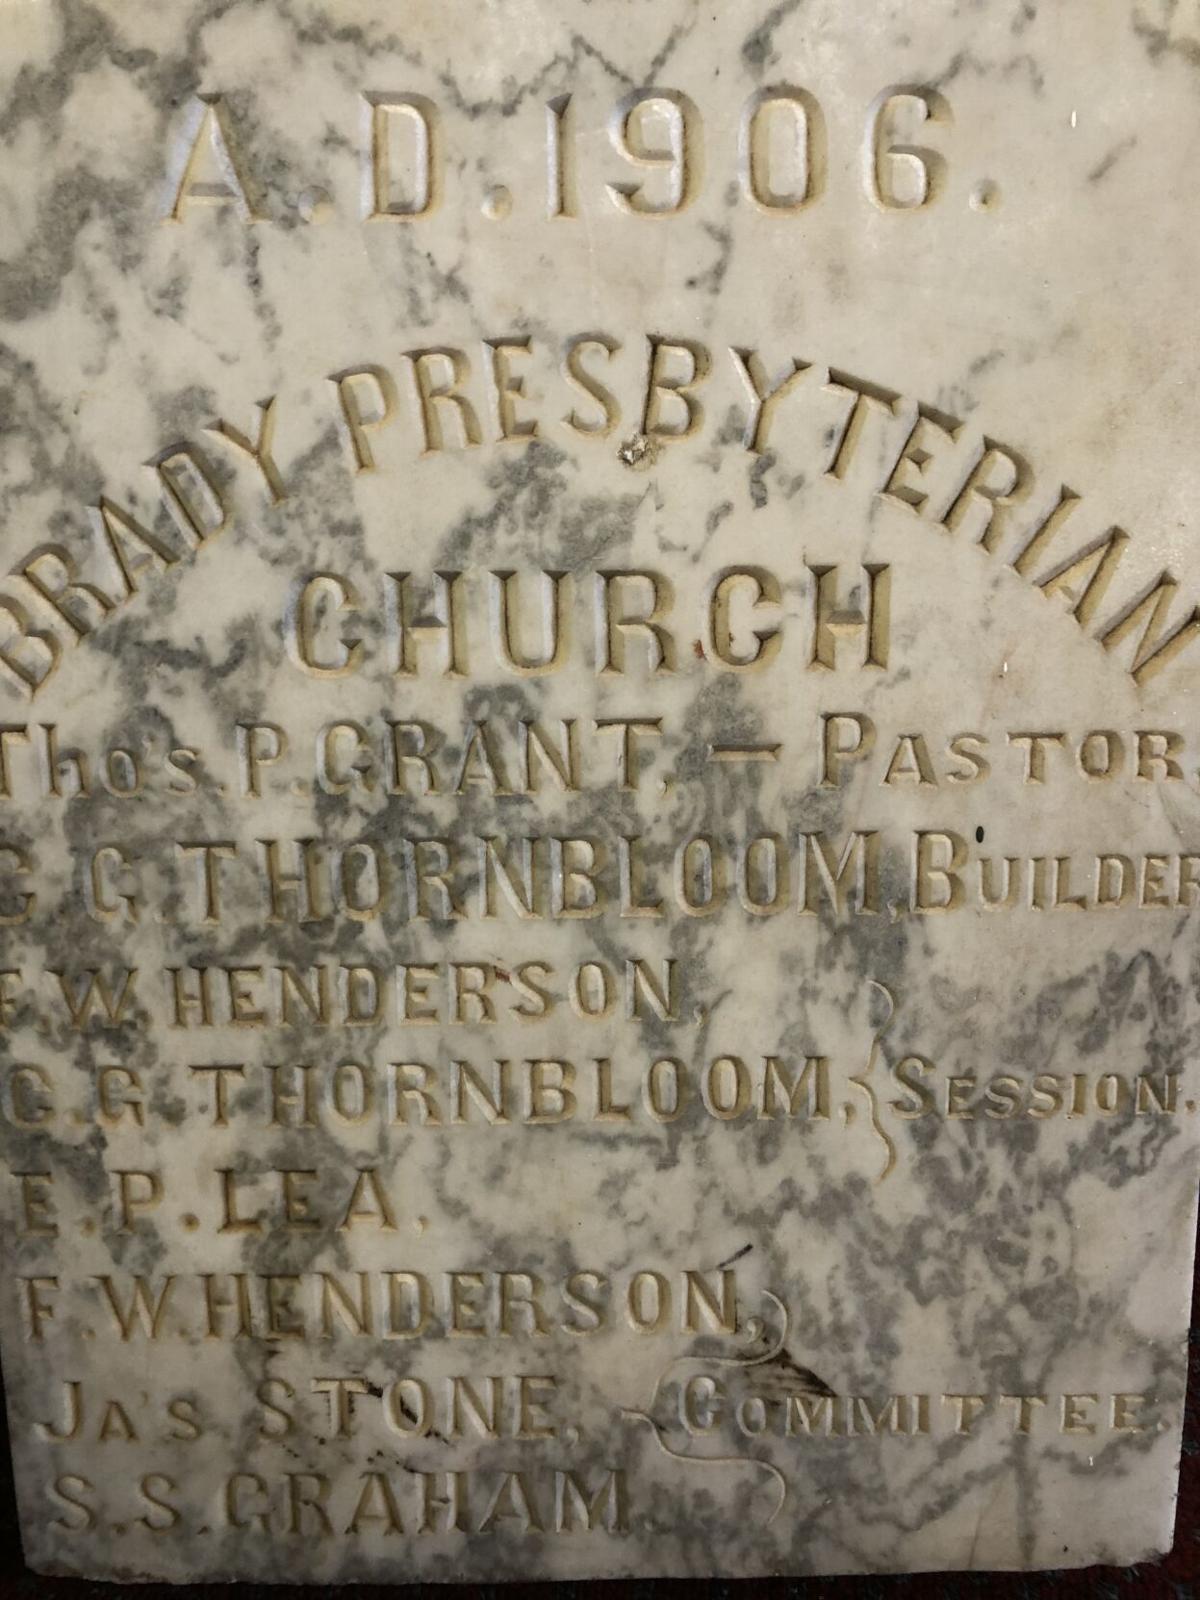 A.D.1906.
BRADY PRESBYTERIAN
CHURCH
Tho's.P.GRANT, — PASTOR.
C.G.THORNBLOOM, BUILDER
F.W.HENDERSON,
C.G.THORNBLOOM, SESSION.
E.P.LEA.
F.W.HENDERSON,
JA'S STONE, COMMITTEE.
S.S.GRAHAM.